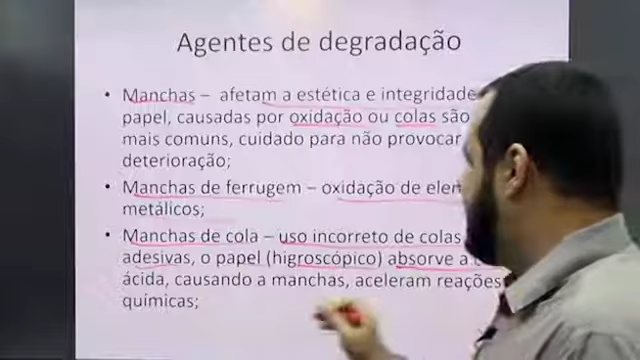 Agentes de degradação
• Manchas – afetam a estética e integridade
papel, causadas por oxidação ou colas são
mais comuns, cuidado para não provocar
deterioração;
• Manchas de ferrugem – oxidação de
metálicos;
• Manchas de cola – uso incorreto de colas
adesivas, o papel (higroscópico) absorve a
ácida, causando a manchas, aceleram reações
químicas;